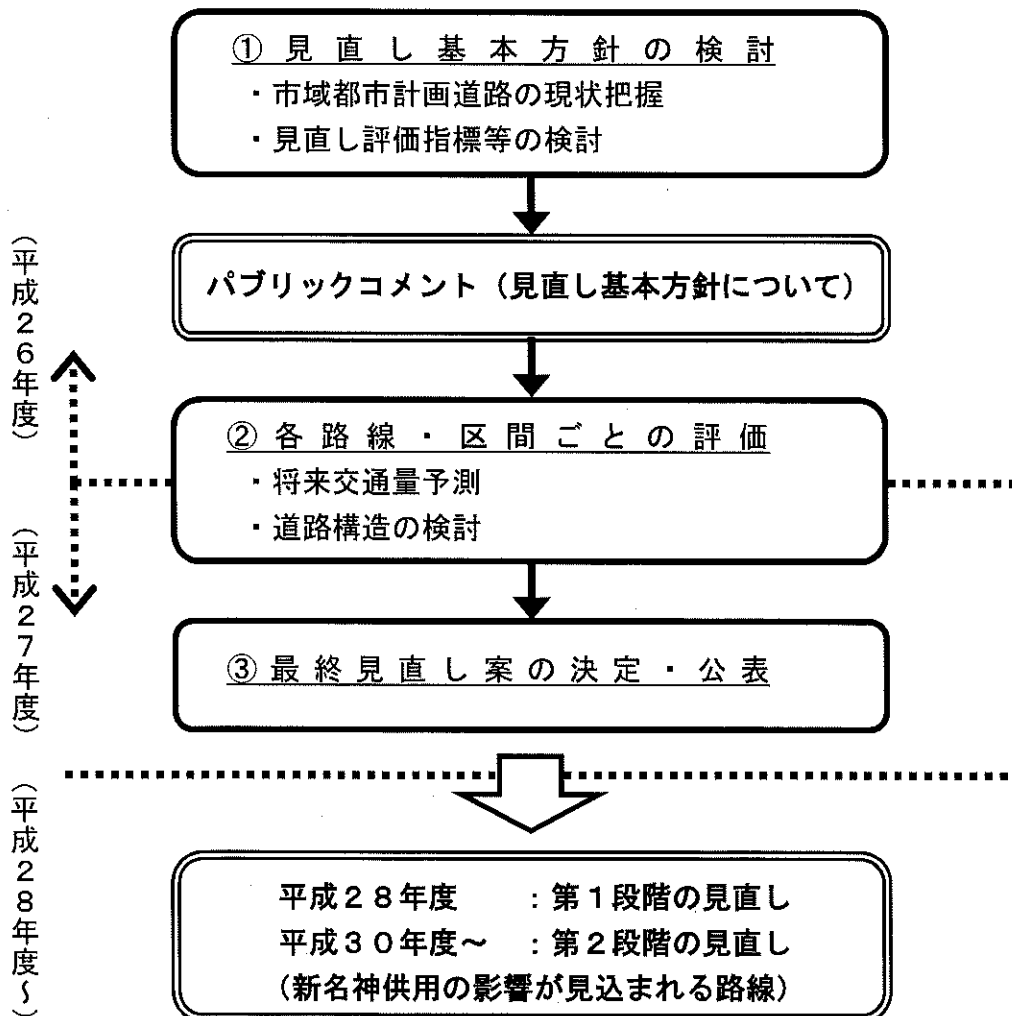 ① 見直し基本方針の検討
・市域都市計画道路の現状把握
・見直し評価指標等の検討
パブリックコメント（見直し基本方針について）
（平成２６年度）
② 各路線・区間ごとの評価
・将来交通量予測
・道路構造の検討
（平成２７年度）
③ 最終見直し案の決定・公表
（平成２８年度～）
平成２８年度　：第１段階の見直し
平成３０年度～　：第２段階の見直し
（新名神供用の影響が見込まれる路線）